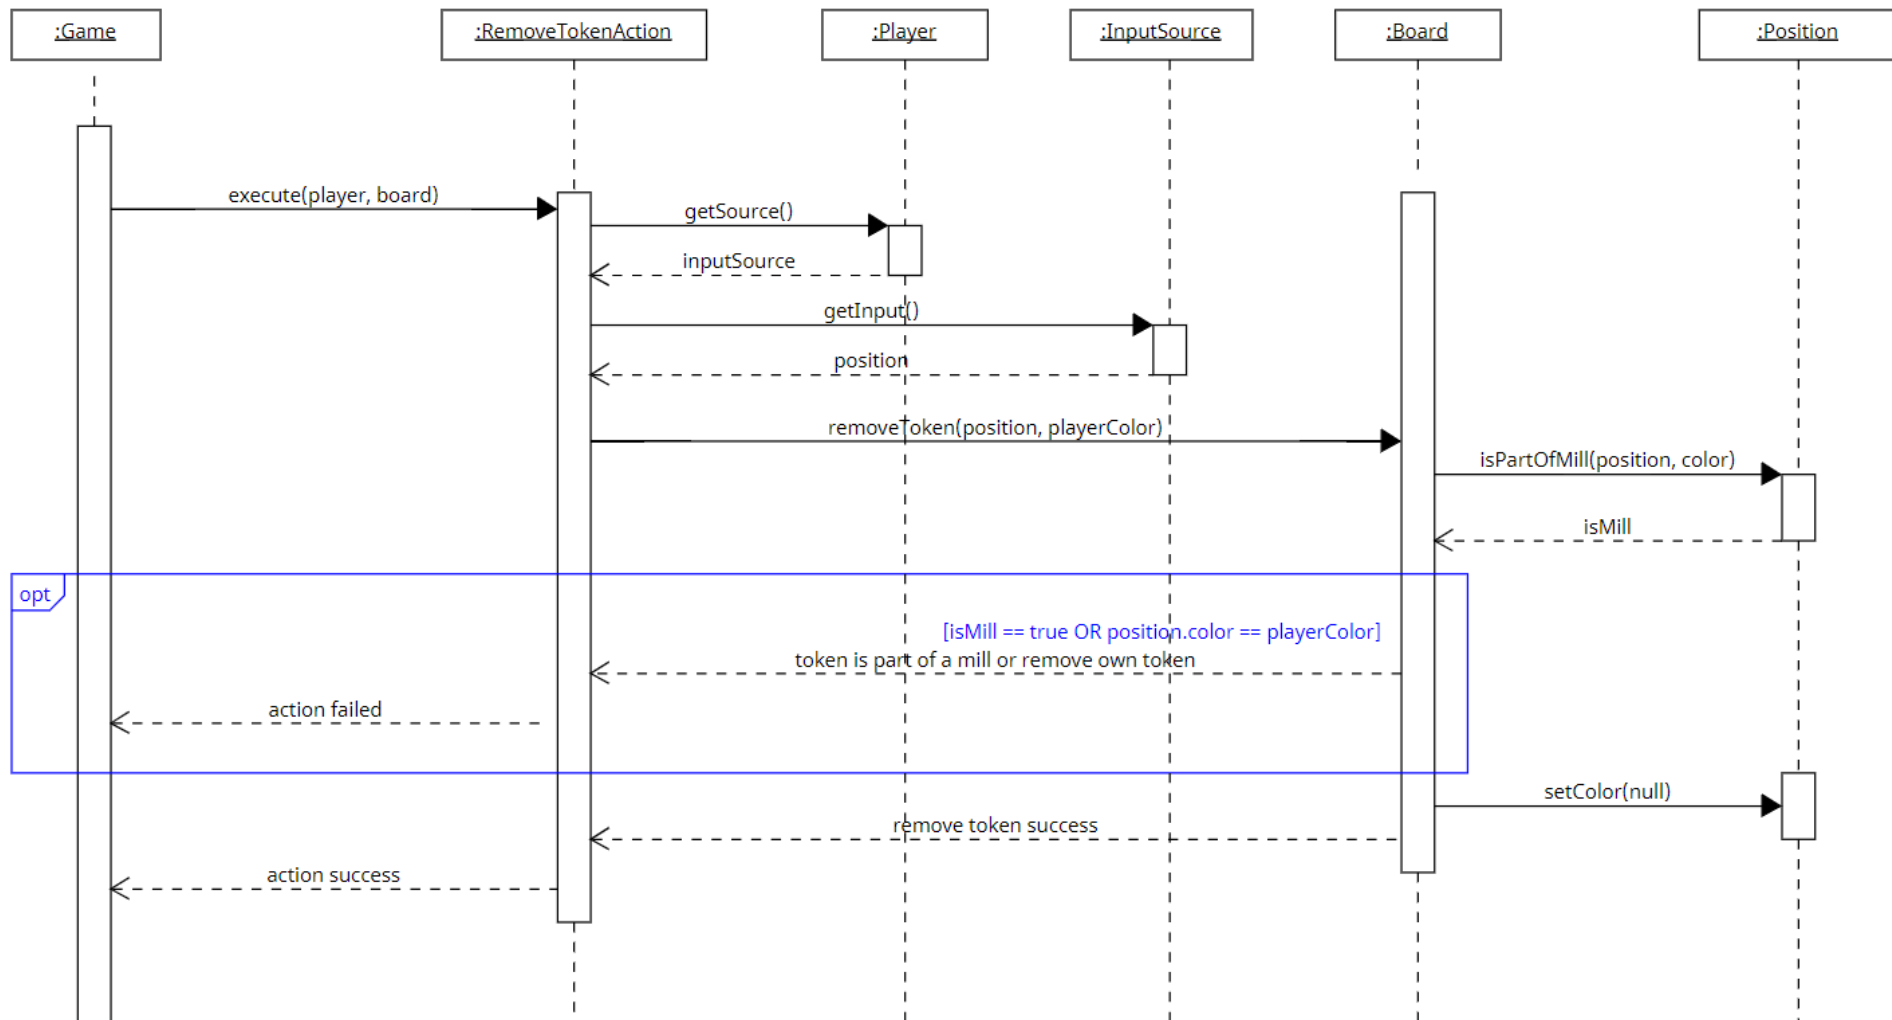 :Game
:RemoveTokenAction
:Player
:InputSource
:Board
:Position
execute(player, board)
getSource()
inputSource
getInput()
position
removeToken(position, playerColor)
isPartOfMill(position, color)
isMill
opt
[isMill == true OR position.color == playerColor]
token is part of a mill or remove own token
action failed
setColor(null)
remove token success
action success